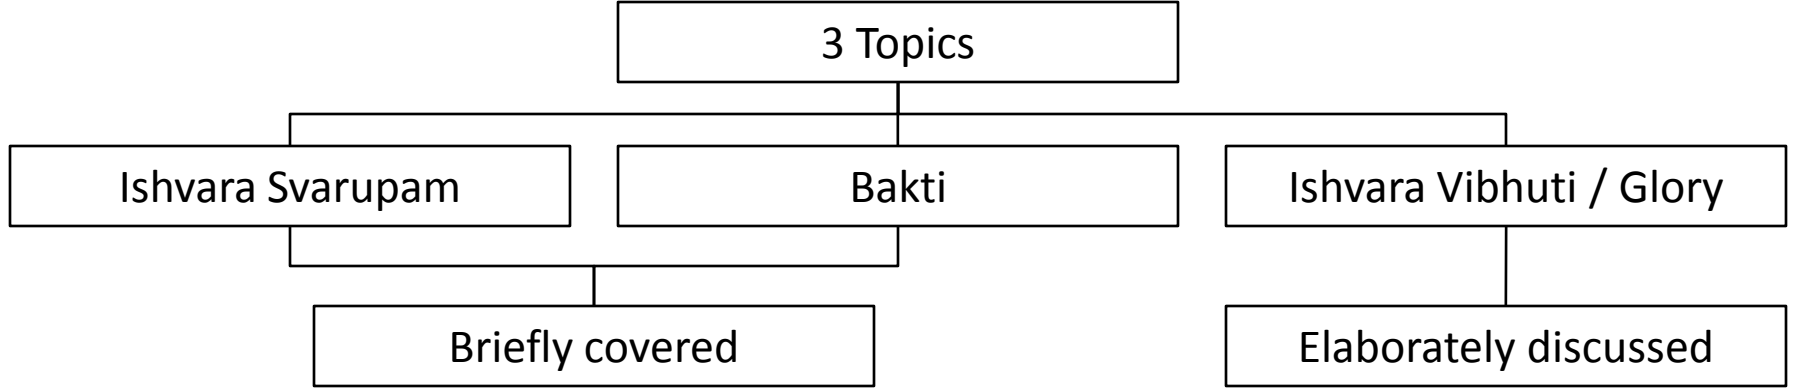 3 Topics
Ishvara Svarupam
Bakti
Ishvara Vibhuti / Glory
Briefly covered
Elaborately discussed